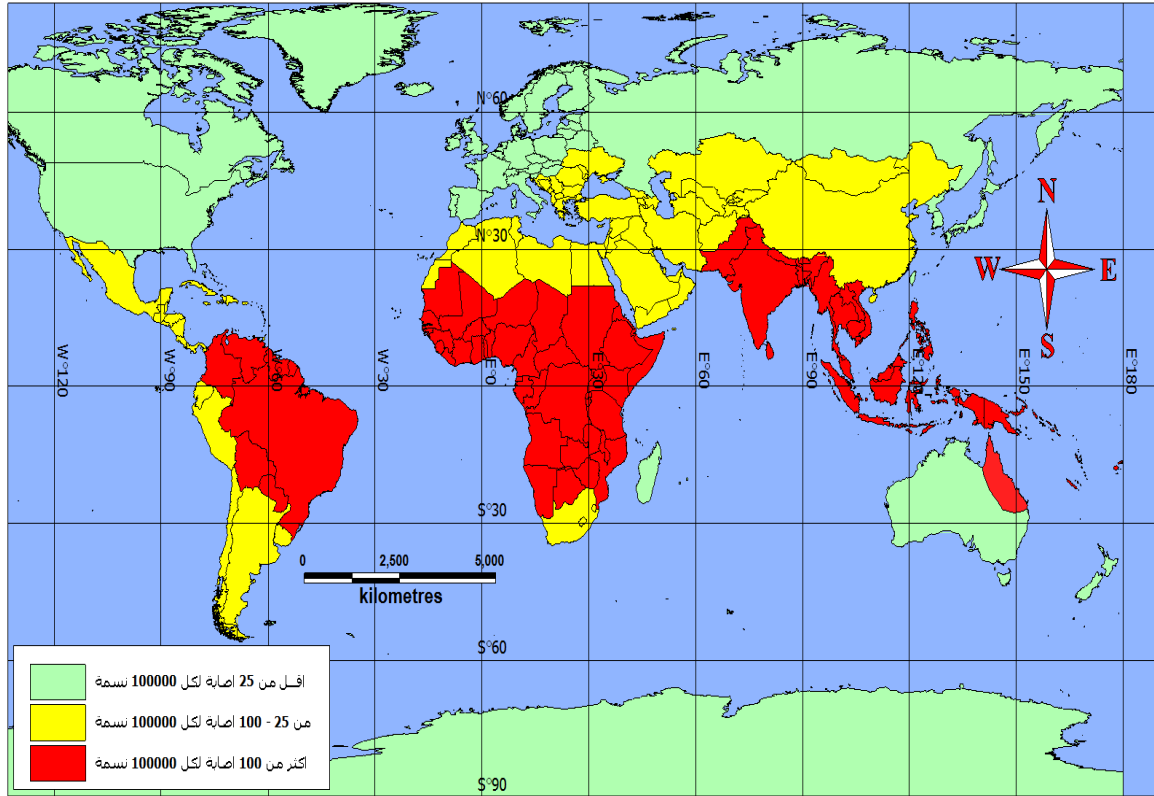 N°60
N
N°30
W
E
S
W°120
W°90
W°60
W°30
E°0
E°30
E°60
E°90
E°120
E°150
E°180
S°30
0 2,500 5,000
kilometres
S°60
اقــل من 25 اصابة لكل 100000 نسمة
من 25 - 100 اصابة لكل 100000 نسمة
اكثر من 100 اصابة لكل 100000 نسمة
S°90